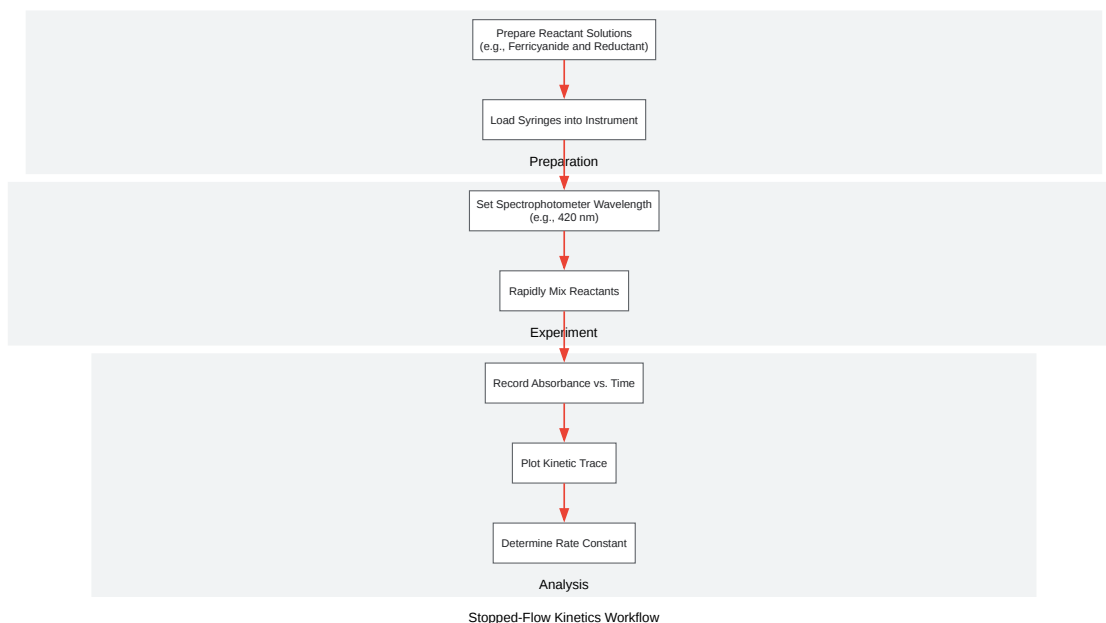 Prepare Reactant Solutions
(e.g., Ferricyanide and Reductant)
Load Syringes into Instrument
Preparation
Set Spectrophotometer Wavelength
(e.g., 420 nm)
Rapidly Mix Reactants
Experiment
Record Absorbance vs. Time
Plot Kinetic Trace
Determine Rate Constant
Analysis
Stopped-Flow Kinetics Workflow